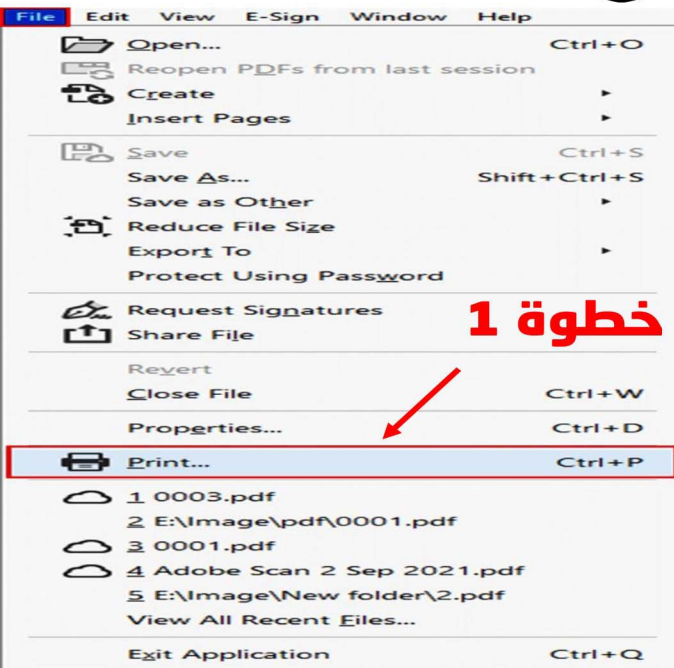 File Edit View E-Sign Window Help
Open... Ctrl+O
Reopen PDFs from last session
Create
Insert Pages
Save Ctrl+S
Save As... Shift+Ctrl+S
Save as Other
Reduce File Size
Export To
Protect Using Password
Request Signatures
خطوة 1
Share File
Revert
Close File Ctrl+W
Properties... Ctrl+D
Print... Ctrl+P
1 0003.pdf
2 E:\Image\pdf\0001.pdf
3 0001.pdf
4 Adobe Scan 2 Sep 2021.pdf
5 E:\Image\New folder\2.pdf
View All Recent Files...
Exit Application Ctrl+Q